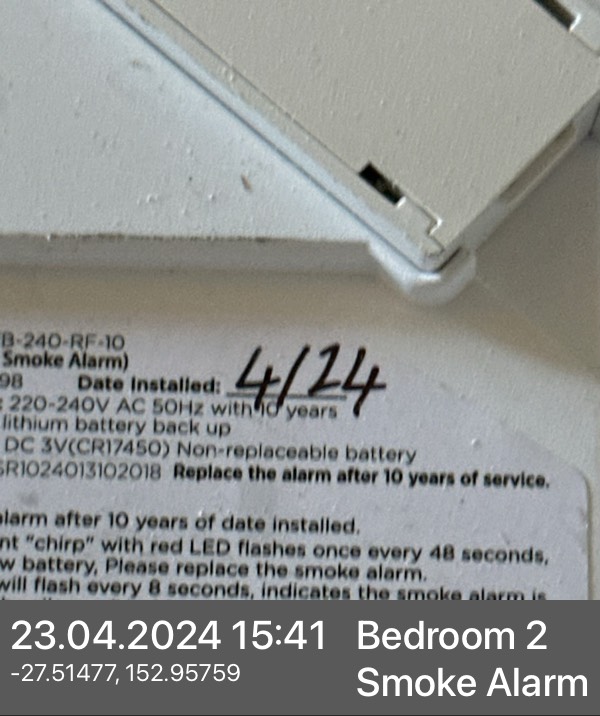 B-240-RF-10
Smoke Alarm)
98 Date Installed: 4/24
: 220-240V AC 50Hz with 10 years
lithium battery back up
DC 3V(CR17450) Non-replaceable battery
SR1024013102018 Replace the alarm after 10 years of service.
alarm after 10 years of date installed.
nt "chirp" with red LED flashes once every 48 seconds,
w battery, Please replace the smoke alarm.
will flash every 8 seconds, indicates the smoke alarm is
23.04.2024 15:41
-27.51477, 152.95759
Bedroom 2
Smoke Alarm